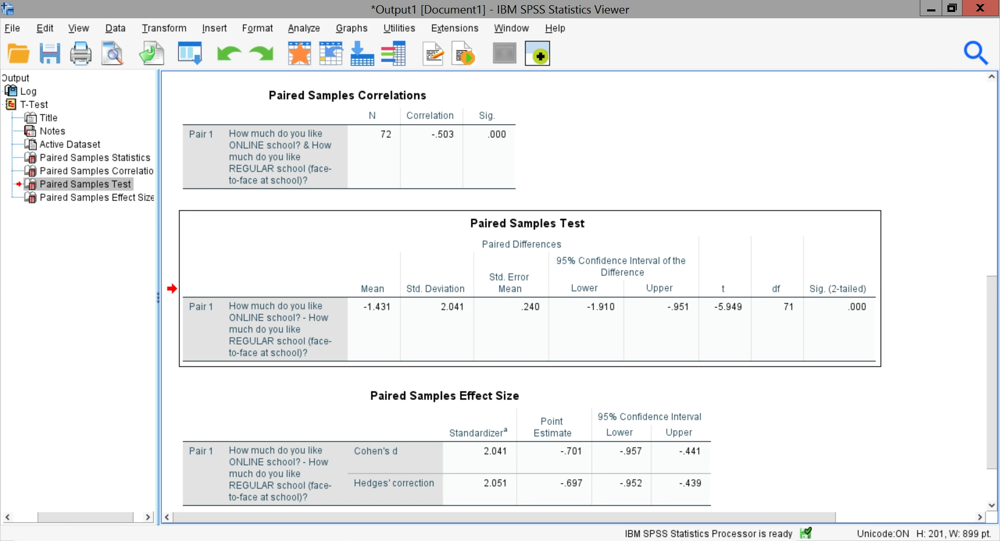 *Output1 [Document1] - IBM SPSS Statistics Viewer
File Edit View Data Transform Insert Format Analyze Graphs Utilities Extensions Window Help
Output
Log
T-Test
Title
Notes
Active Dataset
Paired Samples Statistics
Paired Samples Correlatio
Paired Samples Test
Paired Samples Effect Size
Paired Samples Correlations
N Correlation Sig.
Pair 1 How much do you like 72 -.503 .000
ONLINE school? & How
much do you like
REGULAR school (face-
to-face at school)?
Paired Samples Test
Paired Differences
95% Confidence Interval of the
Difference
Std. Error
Mean Std. Deviation Mean Lower Upper t df Sig. (2-tailed)
Pair 1 How much do you like -1.431 2.041 .240 -1.910 -.951 -5.949 71 .000
ONLINE school? - How
much do you like
REGULAR school (face-
to-face at school)?
Paired Samples Effect Size
Point 95% Confidence Interval
Standardizerᵃ Estimate Lower Upper
Pair 1 How much do you like Cohen's d 2.041 -.701 -.957 -.441
ONLINE school? - How
much do you like
REGULAR school (face- Hedges' correction 2.051 -.697 -.952 -.439
to-face at school)?
IBM SPSS Statistics Processor is ready Unicode:ON H: 201, W: 899 pt.